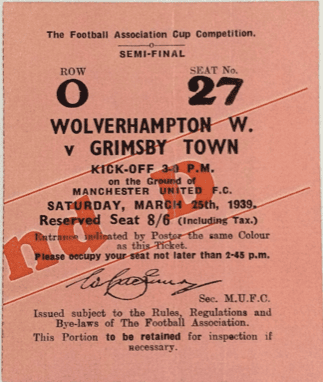 The Football Association Cup Competition.
SEMI-FINAL
ROW SEAT No.
O 27
WOLVERHAMPTON W.
v GRIMSBY TOWN
KICK-OFF 3-0 P.M.
on the Ground of
MANCHESTER UNITED F.C.
SATURDAY, MARCH 25th, 1939.
Reserved Seat 8/6 (Including Tax.)
Entrance indicated by Poster the same Colour
as this Ticket.
Please occupy your seat not later than 2-45 p.m.
Sec. M.U.F.C.
Issued subject to the Rules, Regulations and
Bye-laws of The Football Association.
This Portion to be retained for inspection if
necessary.